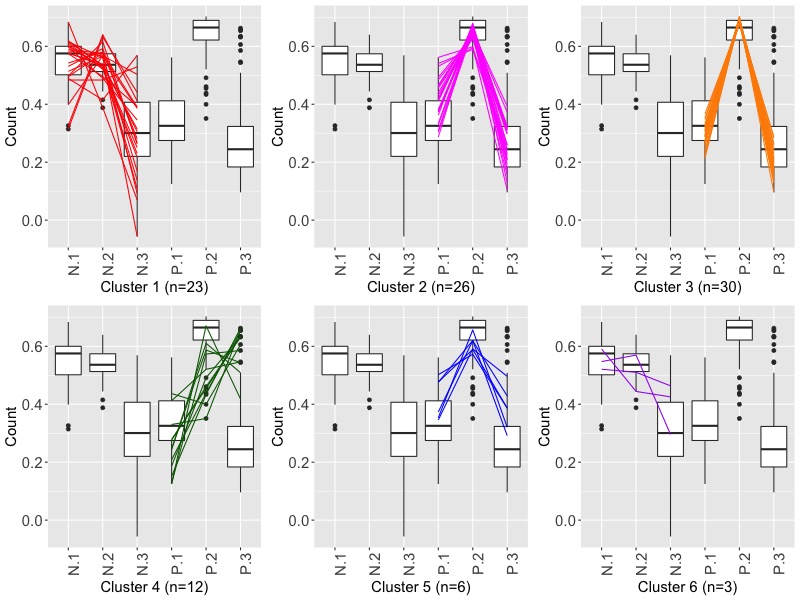 Count
0.6
0.4
0.2
0.0
N.1 N.2 N.3 P.1 P.2 P.3
Cluster 1 (n=23)
Count
0.6
0.4
0.2
0.0
N.1 N.2 N.3 P.1 P.2 P.3
Cluster 2 (n=26)
Count
0.6
0.4
0.2
0.0
N.1 N.2 N.3 P.1 P.2 P.3
Cluster 3 (n=30)
Count
0.6
0.4
0.2
0.0
N.1 N.2 N.3 P.1 P.2 P.3
Cluster 4 (n=12)
Count
0.6
0.4
0.2
0.0
N.1 N.2 N.3 P.1 P.2 P.3
Cluster 5 (n=6)
Count
0.6
0.4
0.2
0.0
N.1 N.2 N.3 P.1 P.2 P.3
Cluster 6 (n=3)